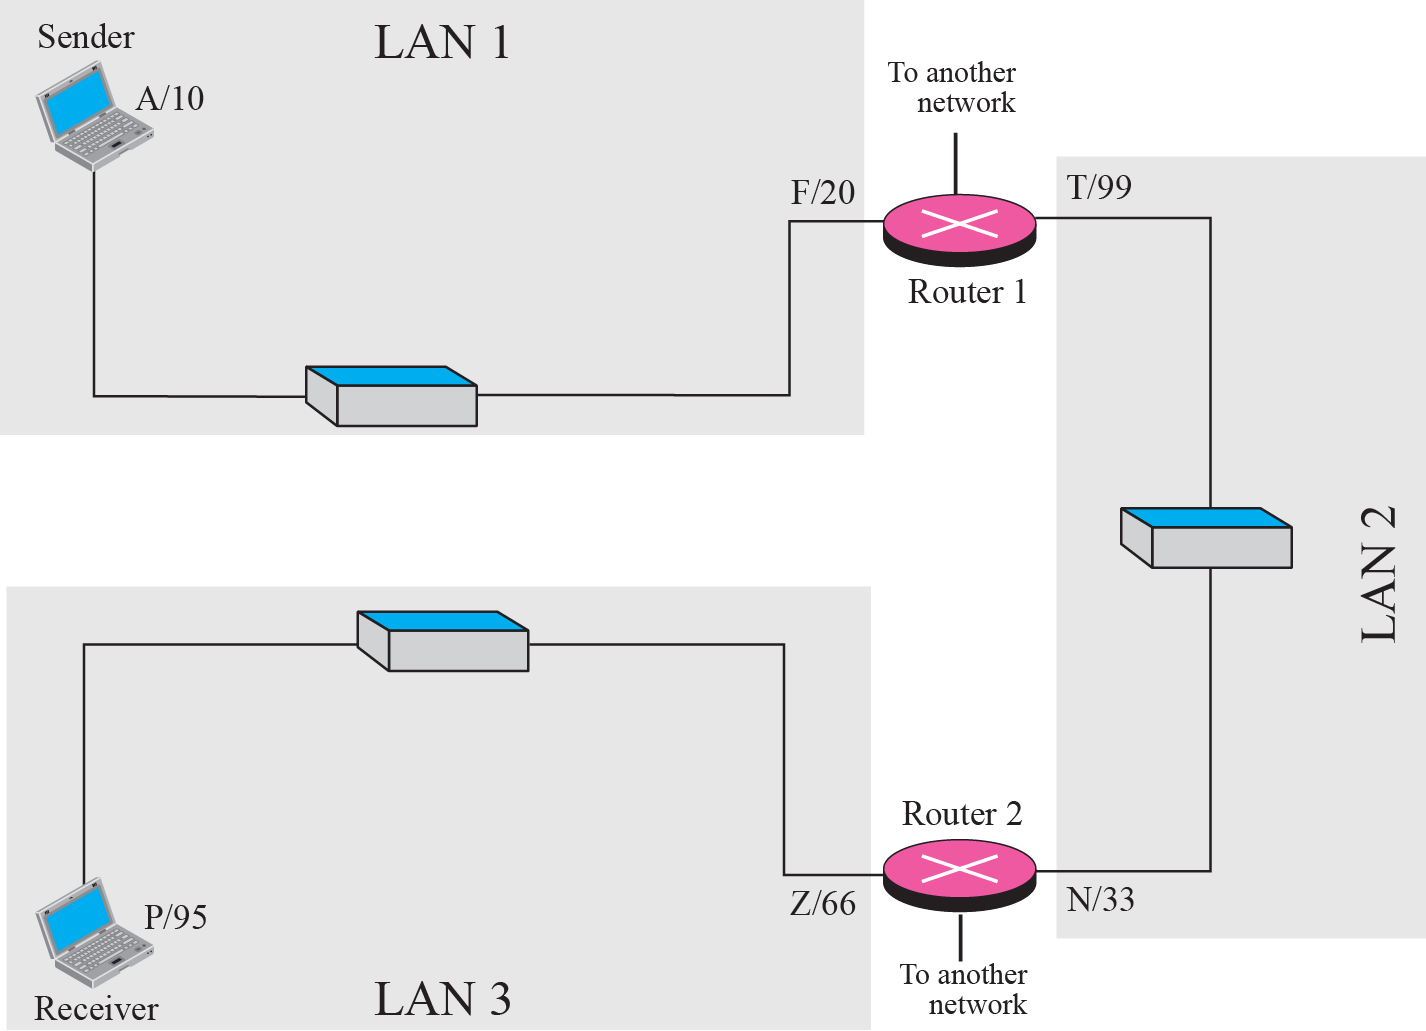 Sender
LAN 1
A/10
To another
network
F/20
T/99
Router 1
LAN 2
Router 2
Z/66
N/33
P/95
To another
network
Receiver
LAN 3